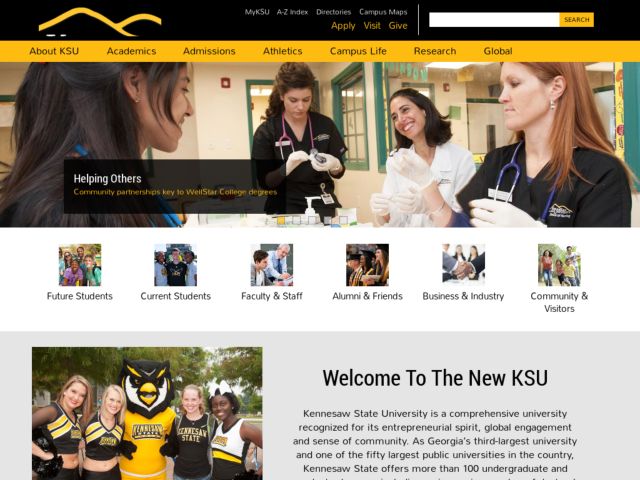 MyKSU A-Z Index Directories Campus Maps
Apply Visit Give
SEARCH
About KSU Academics Admissions Athletics Campus Life Research Global
Helping Others
Community partnerships key to WellStar College degrees
Future Students Current Students Faculty & Staff Alumni & Friends Business & Industry Community &
Visitors
Welcome To The New KSU
Kennesaw State University is a comprehensive university
recognized for its entrepreneurial spirit, global engagement
and sense of community. As Georgia's third-largest university
and one of the fifty largest public universities in the country,
Kennesaw State offers more than 100 undergraduate and
KENNESAW
STATE